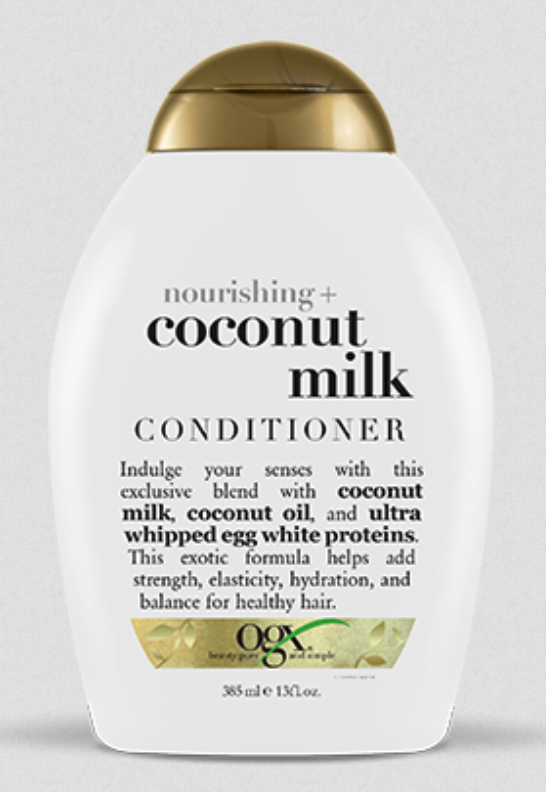 nourishing +
coconut
milk
CONDITIONER
Indulge your senses with this
exclusive blend with coconut
milk, coconut oil, and ultra
whipped egg white proteins.
This exotic formula helps add
strength, elasticity, hydration, and
balance for healthy hair.
ogx®
beauty pure and simple
385 ml e 13fl.oz.